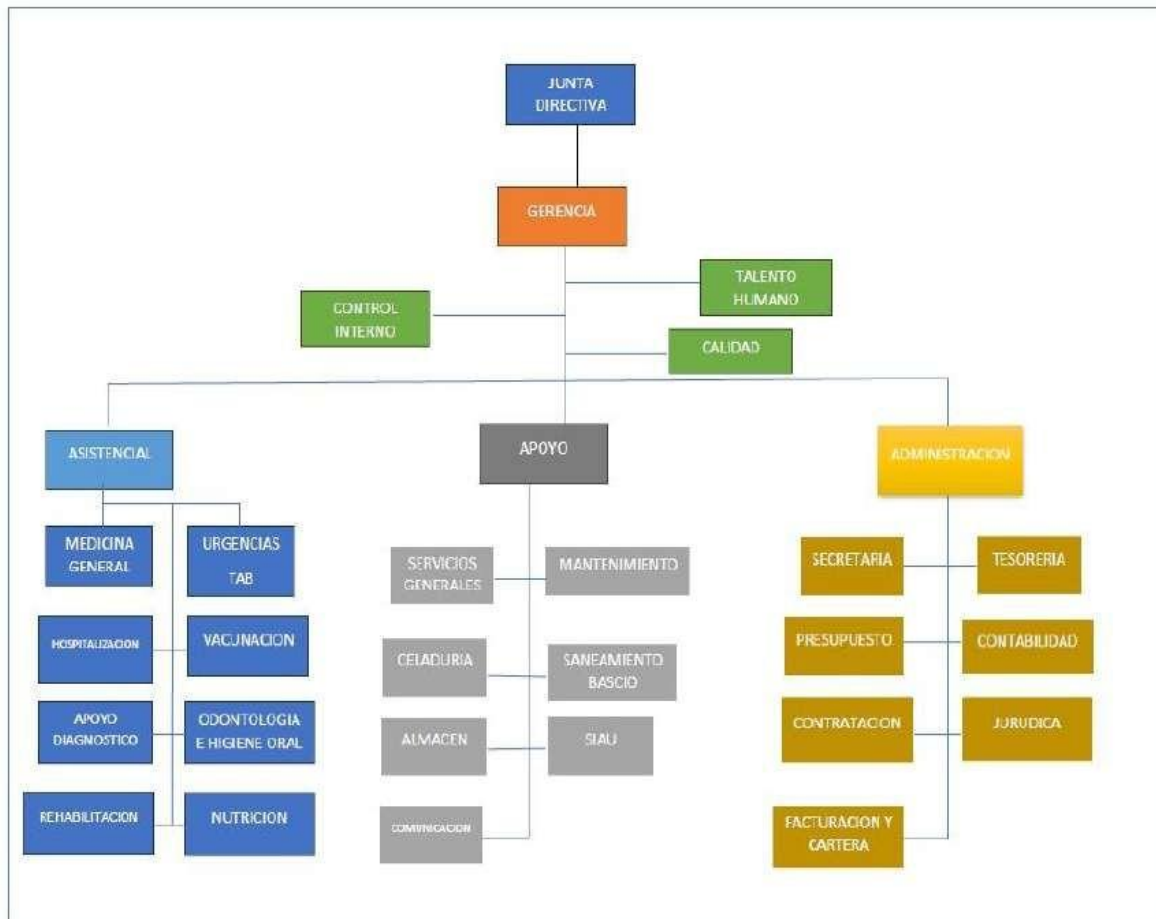 JUNTA
DIRECTIVA
GERENCIA
TALENTO
HUMANO
CONTROL
INTERNO
CALIDAD
ASISTENCIAL
APOYO
ADMINISTRACION
MEDICINA
GENERAL
URGENCIAS
TAB
HOSPITALIZACION
VACUNACION
APOYO
DIAGNOSTICO
ODONTOLOGIA
E HIGIENE ORAL
REHABILITACION
NUTRICION
SERVICIOS
GENERALES
MANTENIMIENTO
CELADURIA
SANEAMIENTO
BASCIO
ALMACEN
SIAU
COMUNICACION
SECRETARIA
TESORERIA
PRESUPUESTO
CONTABILIDAD
CONTRATACION
JURUDICA
FACTURACION Y
CARTERA